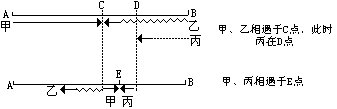 C D
A B
甲 乙
丙
甲、乙相遇于C点，此时
丙在D点
A E B
乙 甲 丙
甲、丙相遇于E点